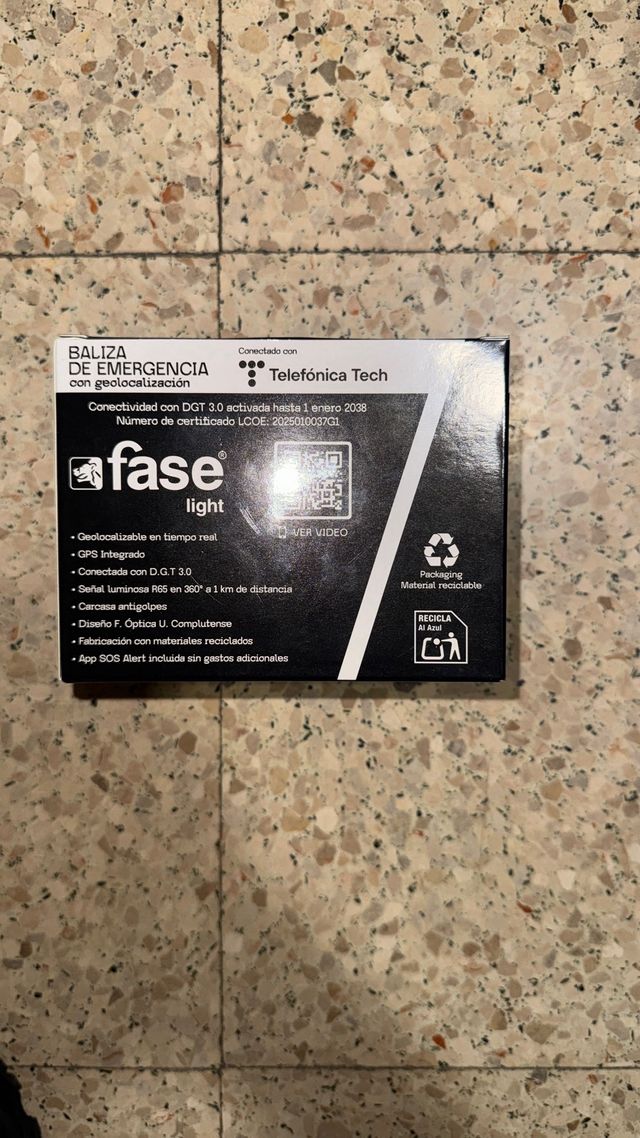 BALIZA
DE EMERGENCIA
con geolocalización
Conectado con
Telefónica Tech
Conectividad con DGT 3.0 activada hasta 1 enero 2038
Número de certificado LCOE: 2025010037G1
fase®
light
VER VIDEO
• Geolocalizable en tiempo real
• GPS Integrado
• Conectada con D.G.T 3.0
• Señal luminosa R65 en 360° a 1 km de distancia
• Carcasa antigolpes
• Diseño F. Óptica U. Complutense
• Fabricación con materiales reciclados
• App SOS Alert incluida sin gastos adicionales
Packaging
Material reciclable
RECICLA
Al Azul